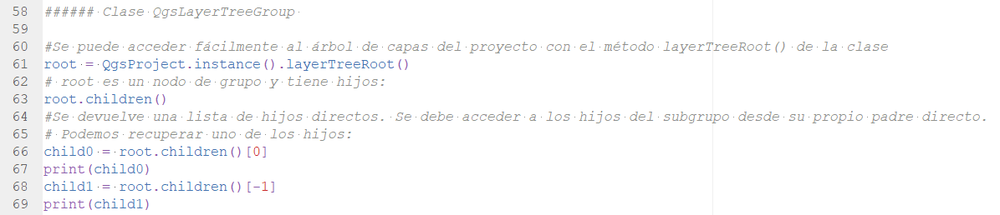 58 ###### Clase QgsLayerTreeGroup
59
60 #Se puede acceder fácilmente al árbol de capas del proyecto con el método layerTreeRoot() de la clase
61 root = QgsProject.instance().layerTreeRoot()
62 # root es un nodo de grupo y tiene hijos:
63 root.children()
64 #Se devuelve una lista de hijos directos. Se debe acceder a los hijos del subgrupo desde su propio padre directo.
65 # Podemos recuperar uno de los hijos:
66 child0 = root.children()[0]
67 print(child0)
68 child1 = root.children()[-1]
69 print(child1)